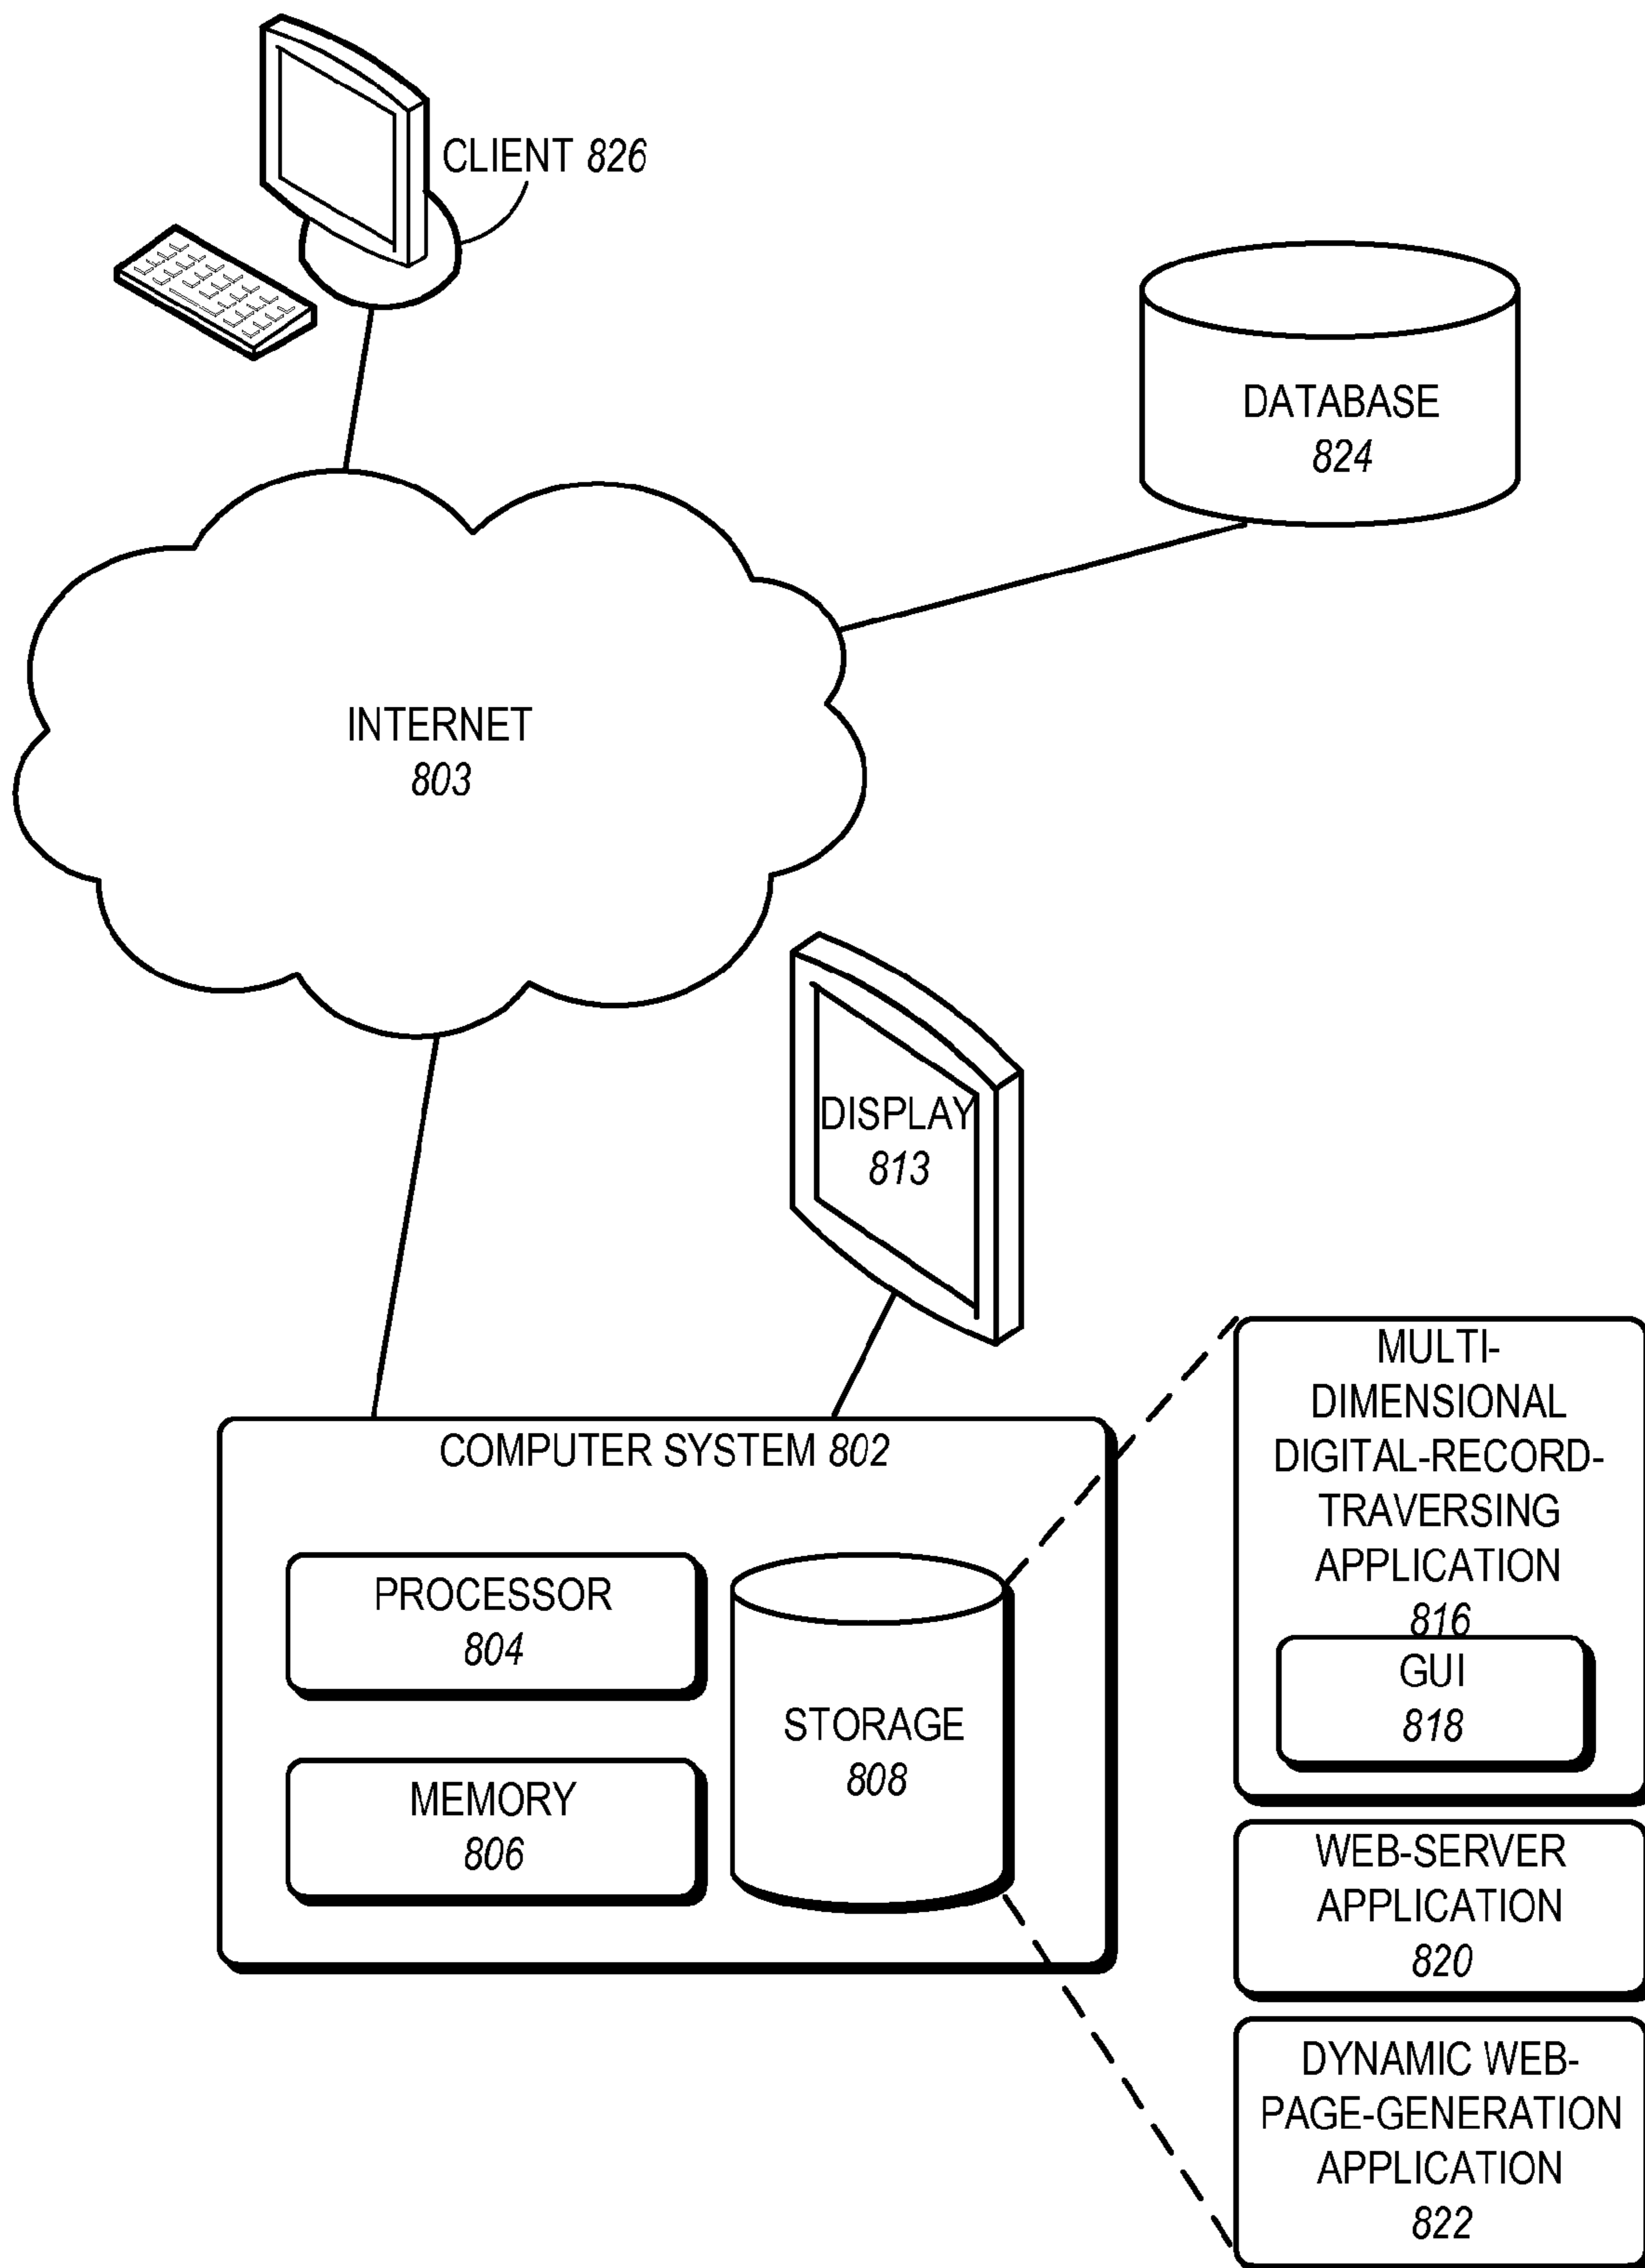 CLIENT 826
DATABASE
824
INTERNET
803
DISPLAY
813
COMPUTER SYSTEM 802
PROCESSOR
804
MEMORY
806
STORAGE
808
MULTI-
DIMENSIONAL
DIGITAL-RECORD-
TRAVERSING
APPLICATION
816
GUI
818
WEB-SERVER
APPLICATION
820
DYNAMIC WEB-
PAGE-GENERATION
APPLICATION
822